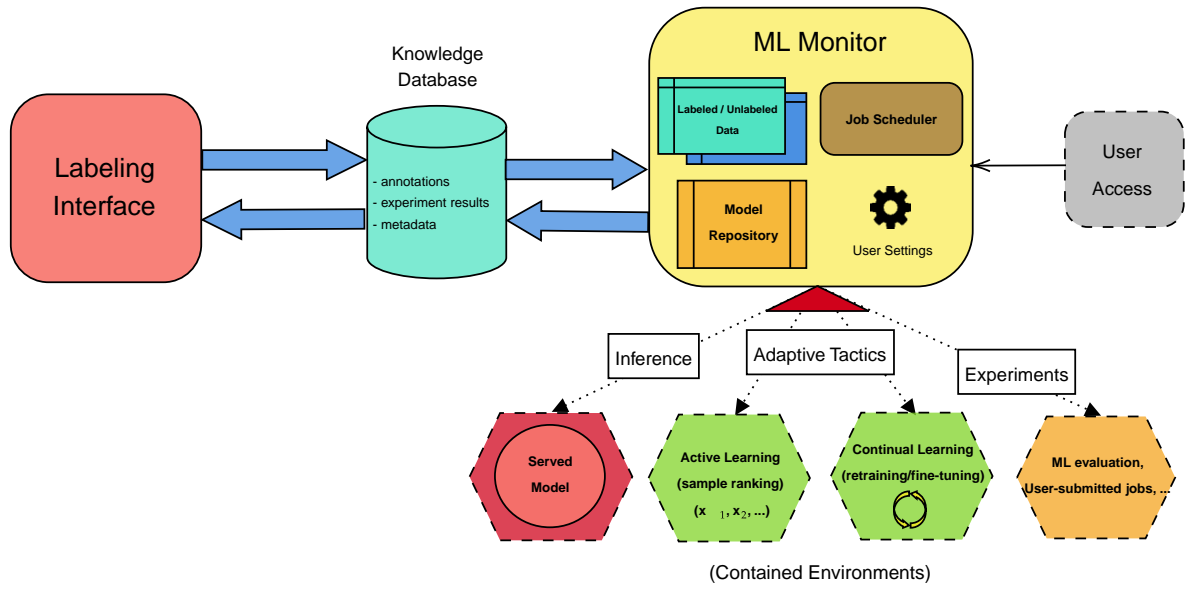 ML Monitor
Knowledge
Database
Labeled / Unlabeled
Data
Job Scheduler
Labeling
Interface
- annotations
- experiment results
- metadata
Model
Repository
User Settings
User
Access
Inference
Adaptive Tactics
Experiments
Served
Model
Active Learning
(sample ranking)
(x 1, x2, ...)
Continual Learning
(retraining/fine-tuning)
ML evaluation,
User-submitted jobs, ...
(Contained Environments)